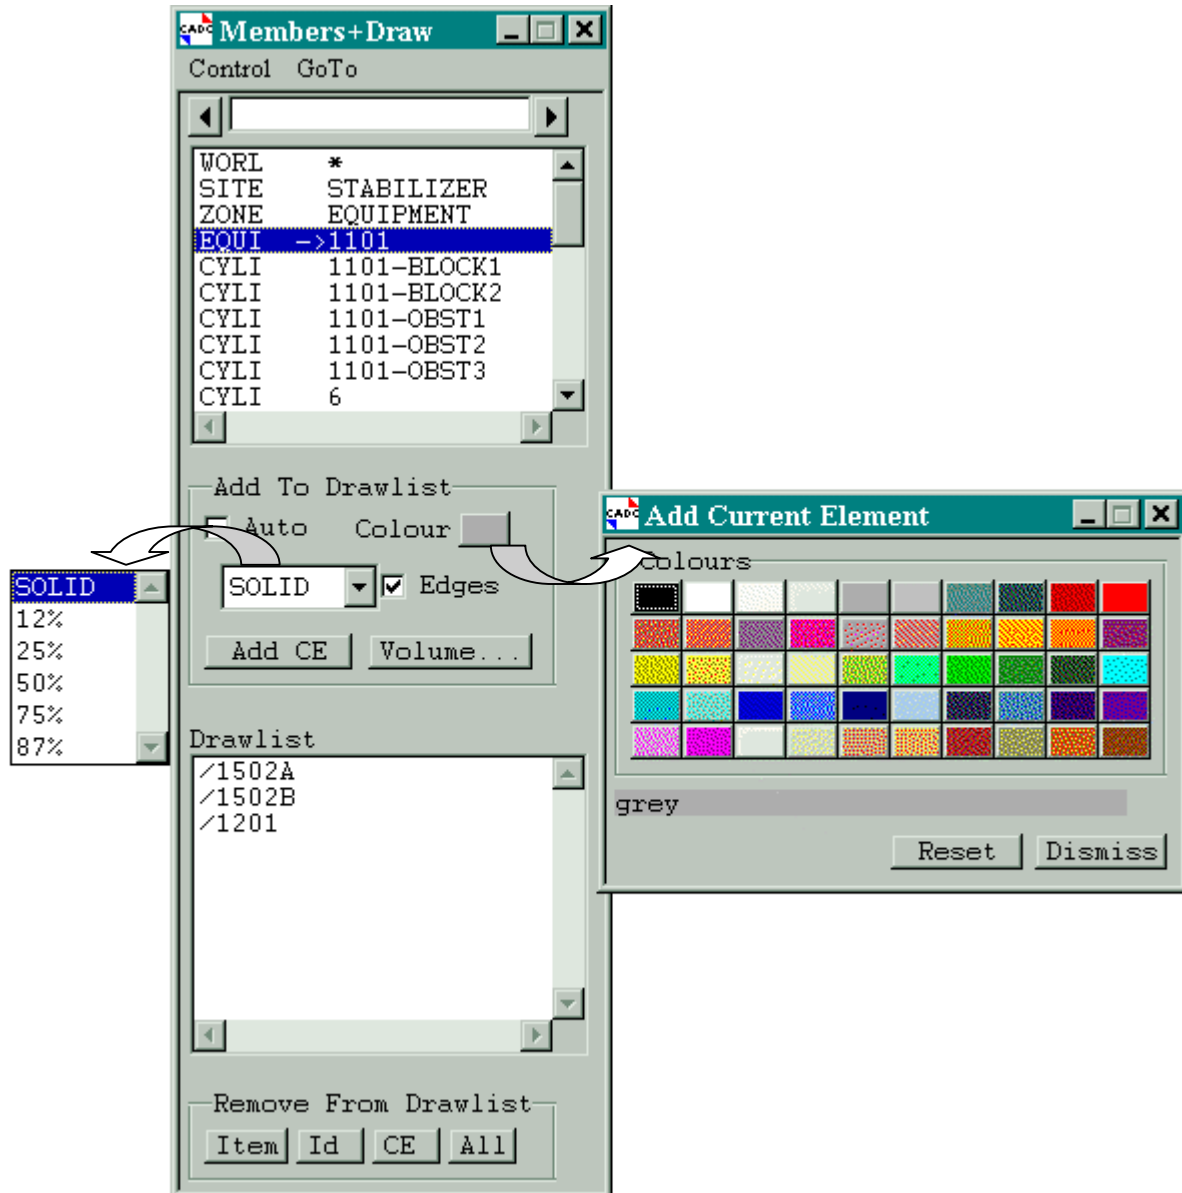 CADC Members+Draw
Control GoTo
WORL *
SITE STABILIZER
ZONE EQUIPMENT
EQUI ->1101
CYLI 1101-BLOCK1
CYLI 1101-BLOCK2
CYLI 1101-OBST1
CYLI 1101-OBST2
CYLI 1101-OBST3
CYLI 6
Add To Drawlist
Auto Colour
SOLID Edges
Add CE Volume...
SOLID
12%
25%
50%
75%
87%
Drawlist
/1502A
/1502B
/1201
Remove From Drawlist
Item Id CE All
CADC Add Current Element
Colours
grey
Reset Dismiss